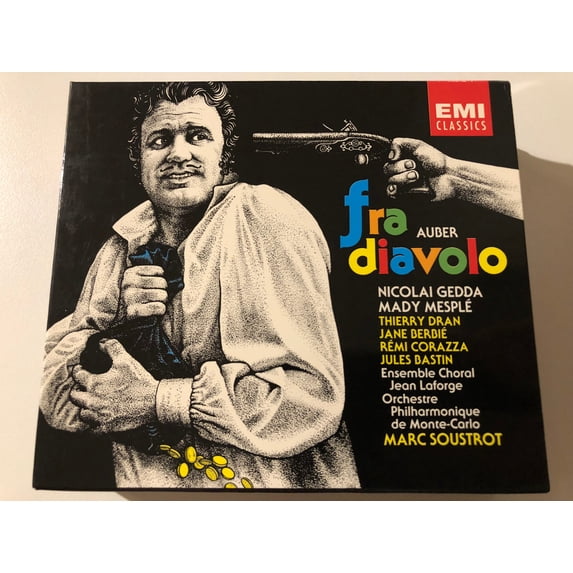 EMI
CLASSICS
fra
AUBER
diavolo
NICOLAI GEDDA
MADY MESPLÉ
THIERRY DRAN
JANE BERBIÉ
RÉMI CORAZZA
JULES BASTIN
Ensemble Choral
Jean Laforge
Orchestre
Philharmonique
de Monte-Carlo
MARC SOUSTROT